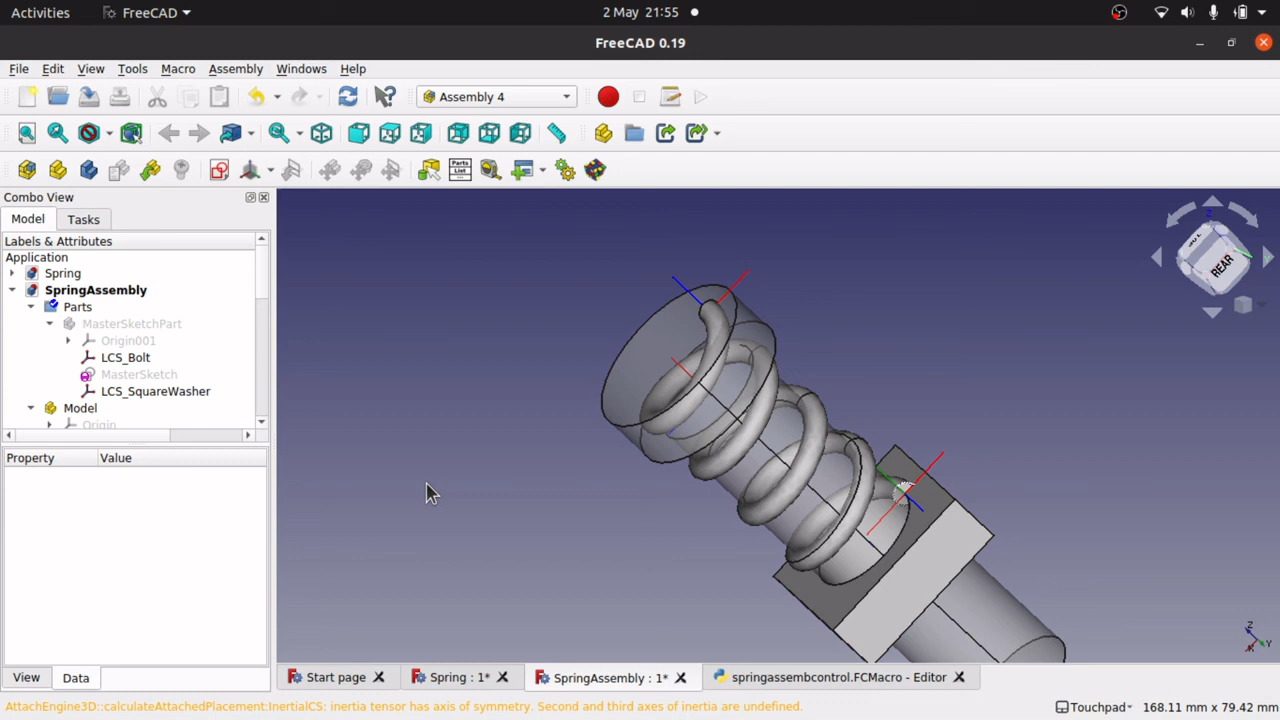 Activities
FreeCAD
2 May 21:55
FreeCAD 0.19
File Edit View Tools Macro Assembly Windows Help
Assembly 4
Parts
List
Combo View
Model Tasks
Labels & Attributes
Application
Spring
SpringAssembly
Parts
MasterSketchPart
Origin001
LCS_Bolt
MasterSketch
LCS_SquareWasher
Model
Origin
Property Value
REAR
Z
Z
Y
X
View Data
Start page
Spring : 1*
SpringAssembly : 1*
springassembcontrol.FCMacro - Editor
AttachEngine3D::calculateAttachedPlacement:InertialCS: inertia tensor has axis of symmetry. Second and third axes of inertia are undefined.
Touchpad
168.11 mm x 79.42 mm